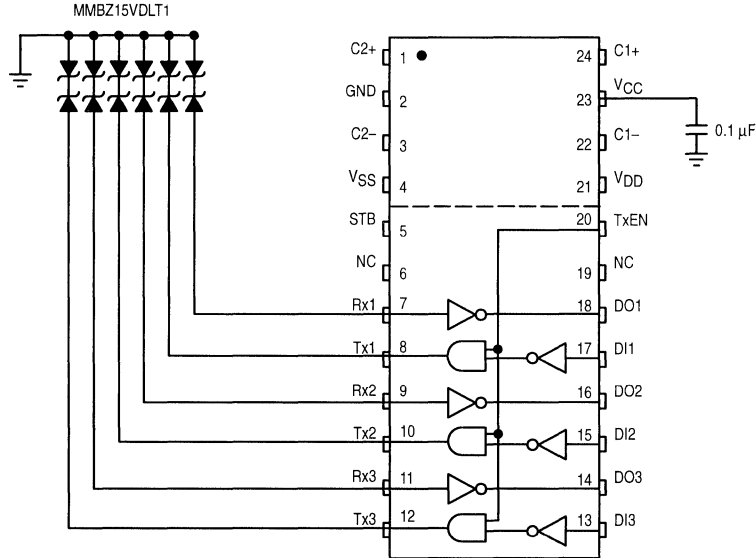 MMBZ15VDLT1
C2+ 1 24 C1+
GND 2 23 VCC
0.1 µF
C2– 3 22 C1–
VSS 4 21 VDD
STB 5 20 TxEN
NC 6 19 NC
Rx1 7 18 DO1
Tx1 8 17 DI1
Rx2 9 16 DO2
Tx2 10 15 DI2
Rx3 11 14 DO3
Tx3 12 13 DI3